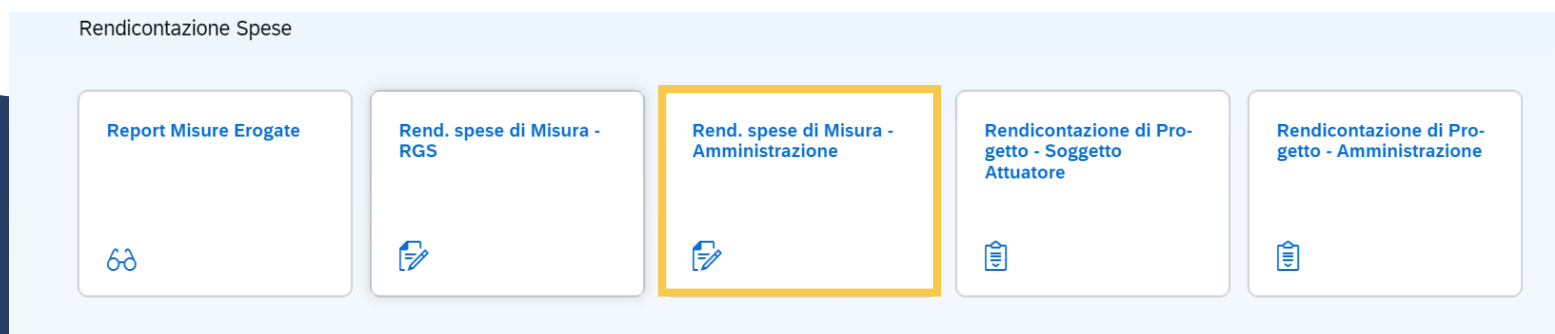 Rendicontazione Spese
Report Misure Erogate
Rend. spese di Misura -
RGS
Rend. spese di Misura -
Amministrazione
Rendicontazione di Pro-
getto - Soggetto
Attuatore
Rendicontazione di Pro-
getto - Amministrazione